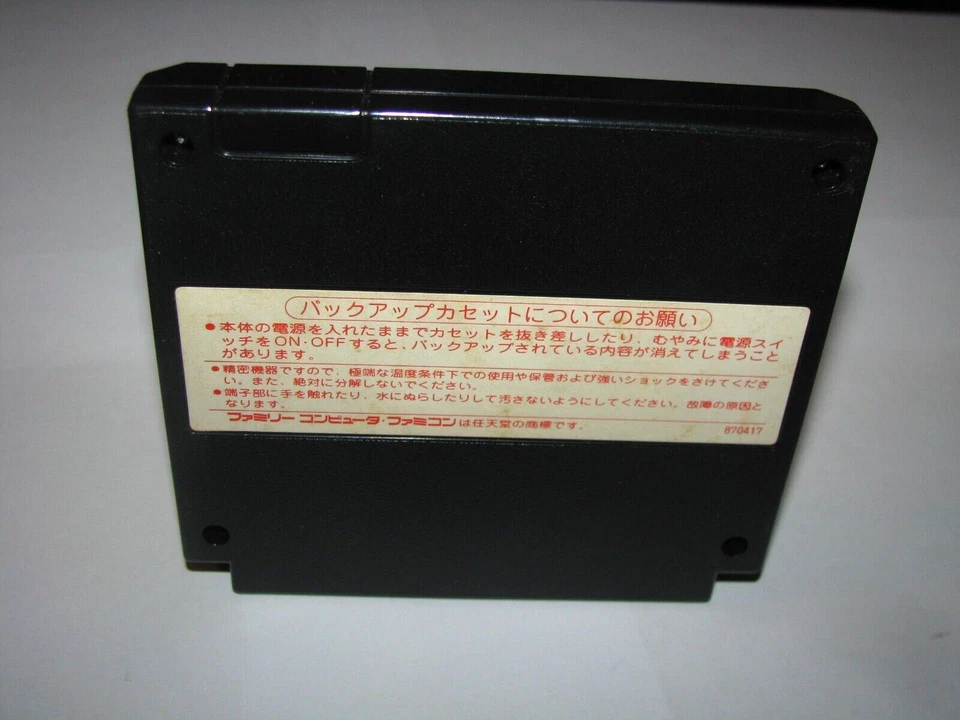 バックアップカセットについてのお願い
●本体の電源を入れたままでカセットを抜き差ししたり、むやみに電源スイ
ッチをON・OFFすると、バックアップされている内容が消えてしまうこと
があります。
●精密機器ですので、極端な温度条件下での使用や保管および強いショックをさけてくださ
い。また、絶対に分解しないでください。
●端子部に手を触れたり、水にぬらしたりして汚さないようにしてください。故障の原因と
なります。
ファミリー コンピュータ・ファミコンは任天堂の商標です。
870417